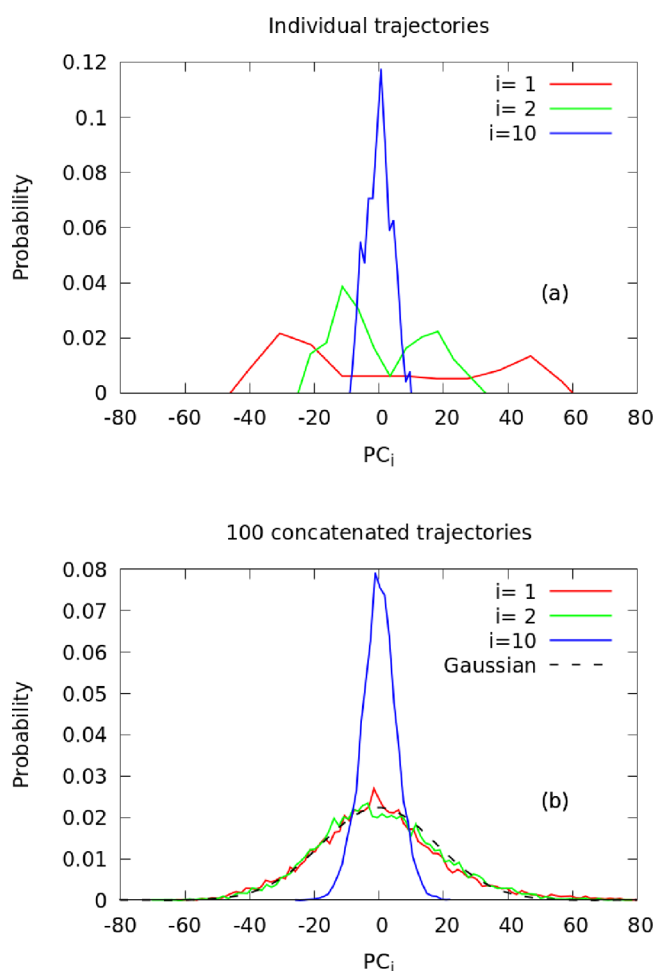 Individual trajectories
0.12
0.1
0.08
0.06
0.04
0.02
0
Probability
i= 1
i= 2
i=10
(a)
-80 -60 -40 -20 0 20 40 60 80
PCi
100 concatenated trajectories
0.08
0.07
0.06
0.05
0.04
0.03
0.02
0.01
0
Probability
i= 1
i= 2
i=10
Gaussian
(b)
-80 -60 -40 -20 0 20 40 60 80
PCi